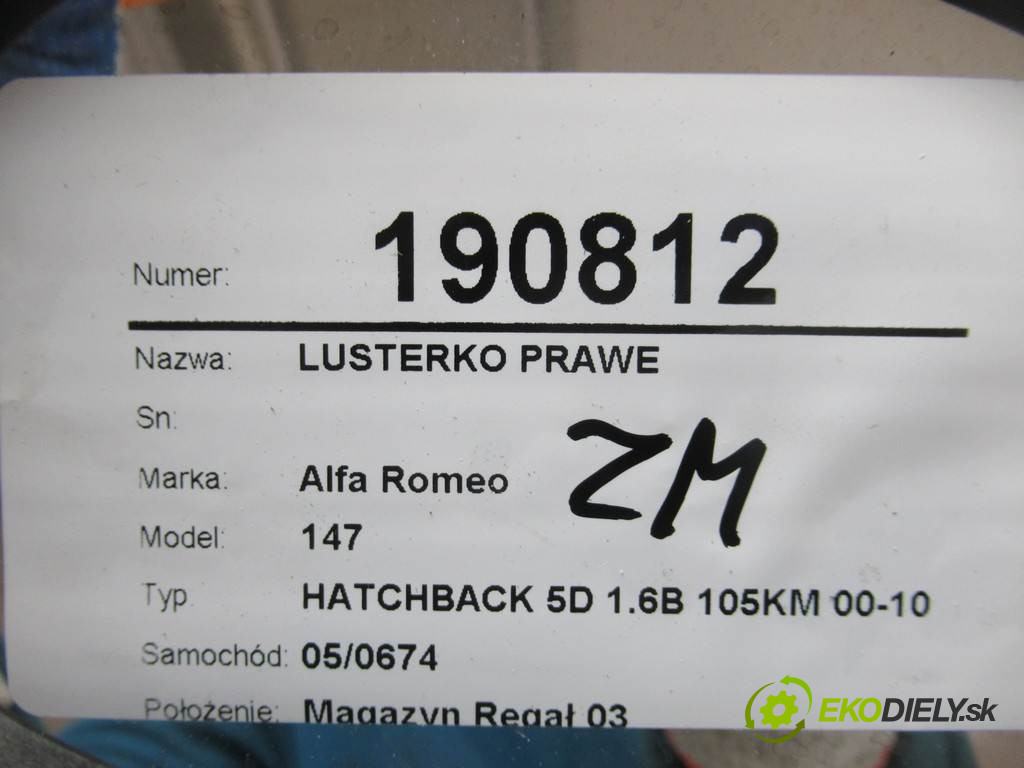 Numer: 190812
Nazwa: LUSTERKO PRAWE
Sn:
ZM
Marka: Alfa Romeo
Model: 147
Typ HATCHBACK 5D 1.6B 105KM 00-10
Samochód: 05/0674
Położenie: Magazyn Regał 03
EKODIELY.sk